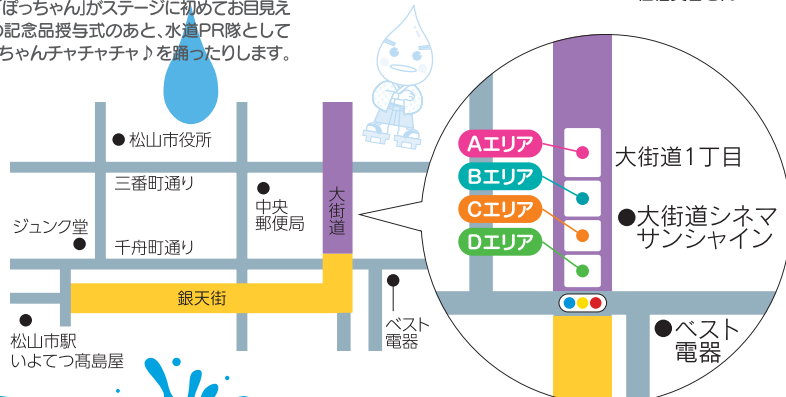 「ぽっちゃん」がステージに初めてお目見え
の記念品授与式のあと、水道PR隊として
ちゃんチャチャチャ♪を踊ったりします。
松山市役所
三番町通り
中央
郵便局
大街道
ジュンク堂
千舟町通り
銀天街
松山市駅
いよてつ髙島屋
ベスト
電器
Aエリア
Bエリア
Cエリア
Dエリア
大街道1丁目
大街道シネマ
サンシャイン
ベスト
電器